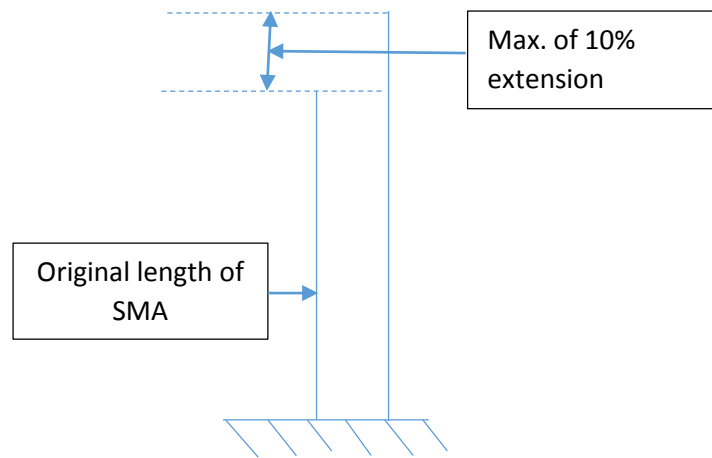 Max. of 10%
extension
Original length of
SMA